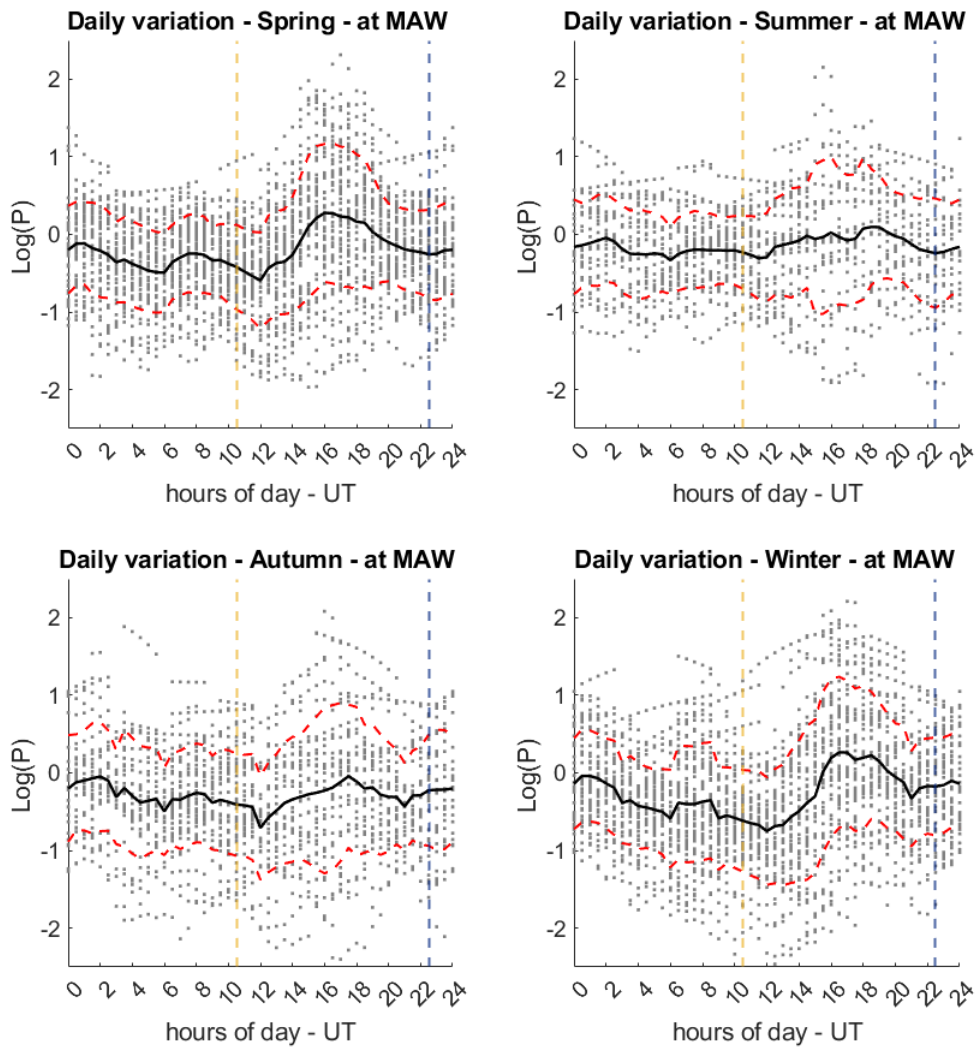 Daily variation - Spring - at MAW
Log(P)
2
1
0
-1
-2
0 2 4 6 8 10 12 14 16 18 20 22 24
hours of day - UT
Daily variation - Summer - at MAW
Log(P)
2
1
0
-1
-2
0 2 4 6 8 10 12 14 16 18 20 22 24
hours of day - UT
Daily variation - Autumn - at MAW
Log(P)
2
1
0
-1
-2
0 2 4 6 8 10 12 14 16 18 20 22 24
hours of day - UT
Daily variation - Winter - at MAW
Log(P)
2
1
0
-1
-2
0 2 4 6 8 10 12 14 16 18 20 22 24
hours of day - UT